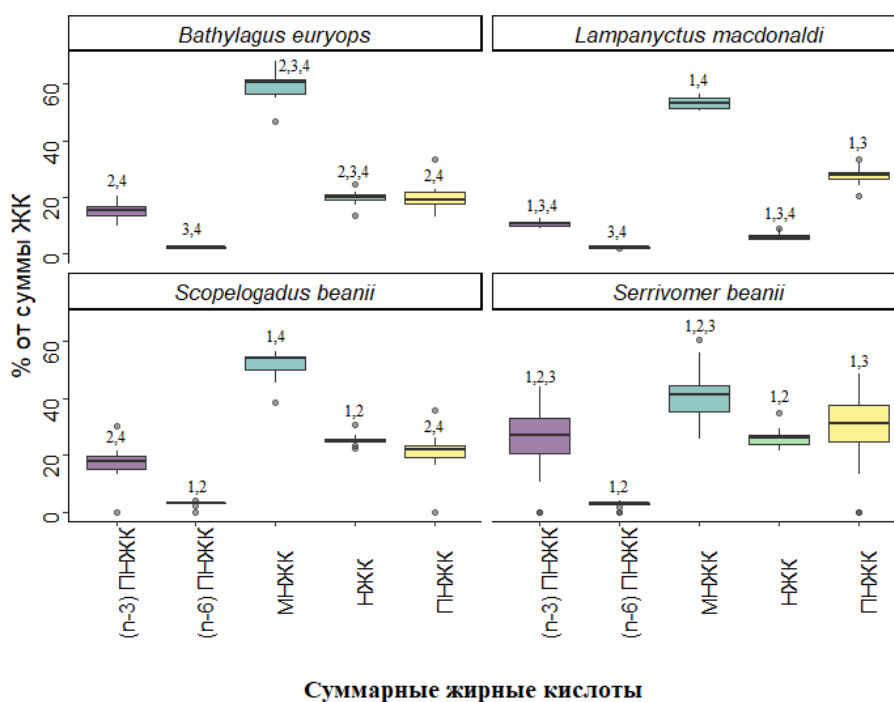 Bathylagus euryops
Lampanyctus macdonaldi
% от суммы ЖК
60
40
20
0
2,4
3,4
2,3,4
2,3,4
2,4
1,3,4
3,4
1,4
1,3,4
1,3
Scopelogadus beanii
Serrivomer beanii
60
40
20
0
2,4
1,2
1,4
1,2
2,4
1,2,3
1,2
1,2,3
1,2
1,3
(n-3) ПНЖК
(n-6) ПНЖК
МНЖК
НЖК
ПНЖК
(n-3) ПНЖК
(n-6) ПНЖК
МНЖК
НЖК
ПНЖК
Суммарные жирные кислоты